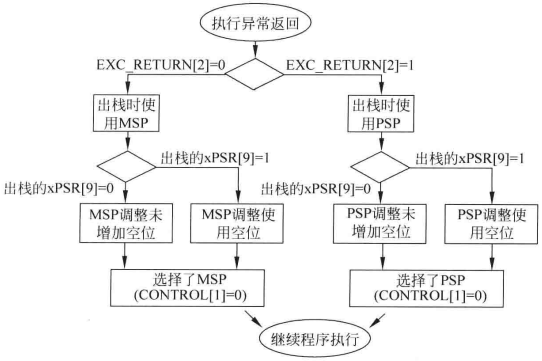 执行异常返回
EXC_RETURN[2]=0
EXC_RETURN[2]=1
出栈时使
用MSP
出栈时使
用PSP
出栈的xPSR[9]=1
出栈的xPSR[9]=1
出栈的xPSR[9]=0
出栈的xPSR[9]=0
MSP调整未
增加空位
MSP调整使
用空位
PSP调整未
增加空位
PSP调整使
用空位
选择了MSP
(CONTROL[1]=0)
选择了PSP
(CONTROL[1]=0)
继续程序执行